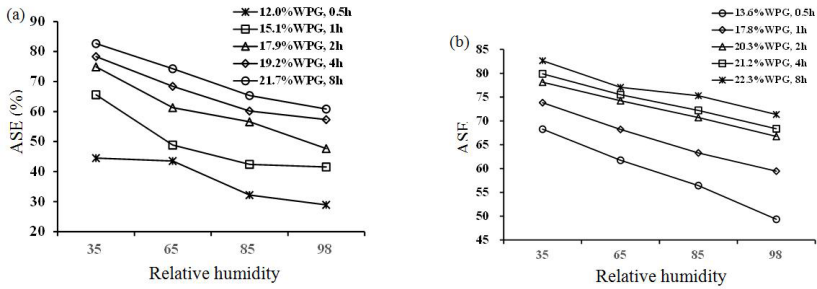 (a)
12.0%WPG, 0.5h
15.1%WPG, 1h
17.9%WPG, 2h
19.2%WPG, 4h
21.7%WPG, 8h
90
80
70
60
50
40
30
20
ASE (%)
35 65 85 98
Relative humidity
(b)
13.6%WPG, 0.5h
17.8%WPG, 1h
20.3%WPG, 2h
21.2%WPG, 4h
22.3%WPG, 8h
85
80
75
70
65
60
55
50
45
ASE
35 65 85 98
Relative humidity